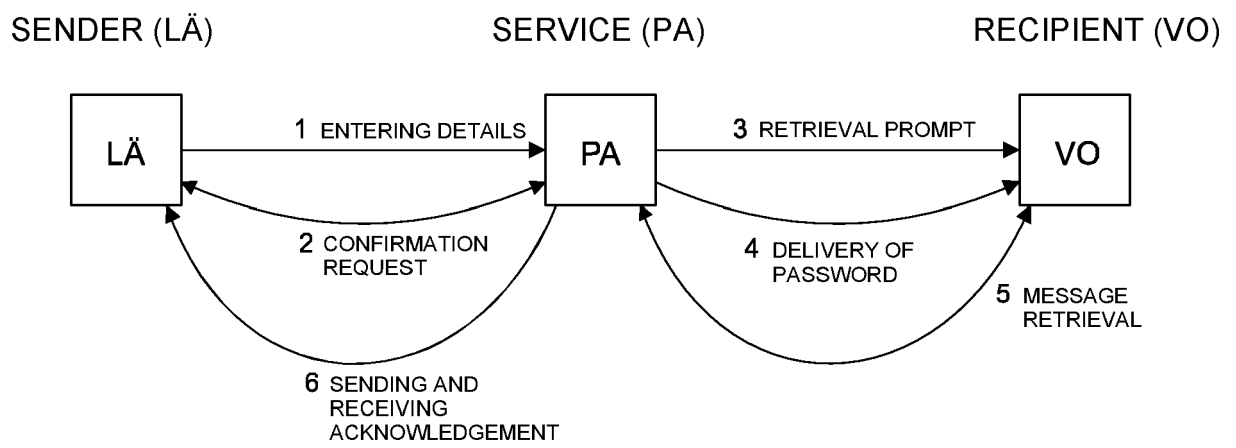 SENDER (LÄ)
SERVICE (PA)
RECIPIENT (VO)
LÄ
1 ENTERING DETAILS
PA
3 RETRIEVAL PROMPT
VO
2 CONFIRMATION
REQUEST
4 DELIVERY OF
PASSWORD
5 MESSAGE
RETRIEVAL
6 SENDING AND
RECEIVING
ACKNOWLEDGEMENT